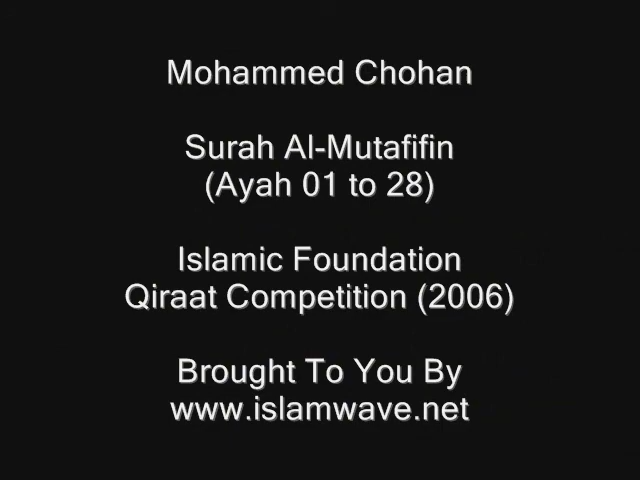 Mohammed Chohan
Surah Al-Mutafifin
(Ayah 01 to 28)
Islamic Foundation
Qiraat Competition (2006)
Brought To You By
www.islamwave.net